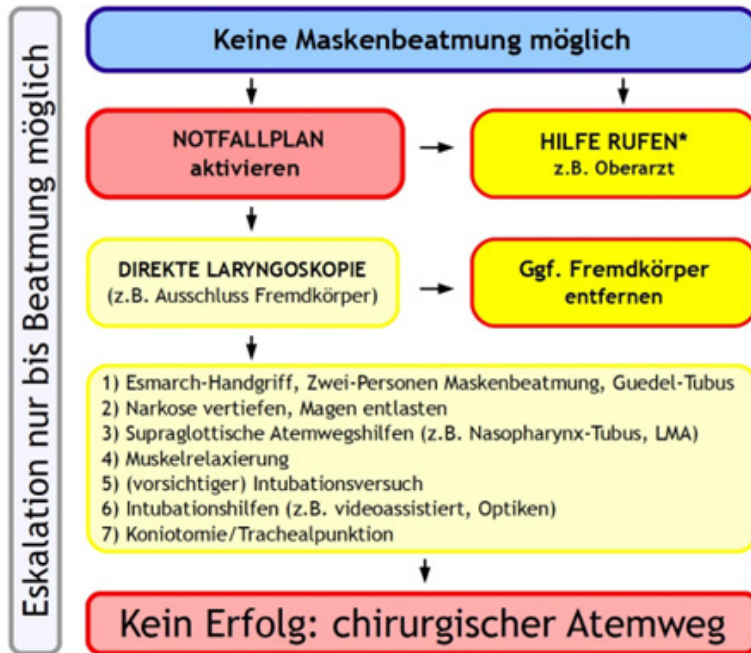 Eskalation nur bis Beatmung möglich
Keine Maskenbeatmung möglich
NOTFALLPLAN
aktivieren
HILFE RUFEN*
z.B. Oberarzt
DIREKTE LARYNGOSKOPIE
(z.B. Ausschluss Fremdkörper)
Ggf. Fremdkörper
entfernen
1) Esmarch-Handgriff, Zwei-Personen Maskenbeatmung, Guedel-Tubus
2) Narkose vertiefen, Magen entlasten
3) Supraglottische Atemwegshilfen (z.B. Nasopharynx-Tubus, LMA)
4) Muskelrelaxierung
5) (vorsichtiger) Intubationsversuch
6) Intubationshilfen (z.B. videoassistiert, Optiken)
7) Koniotomie/Trachealpunktion
Kein Erfolg: chirurgischer Atemweg